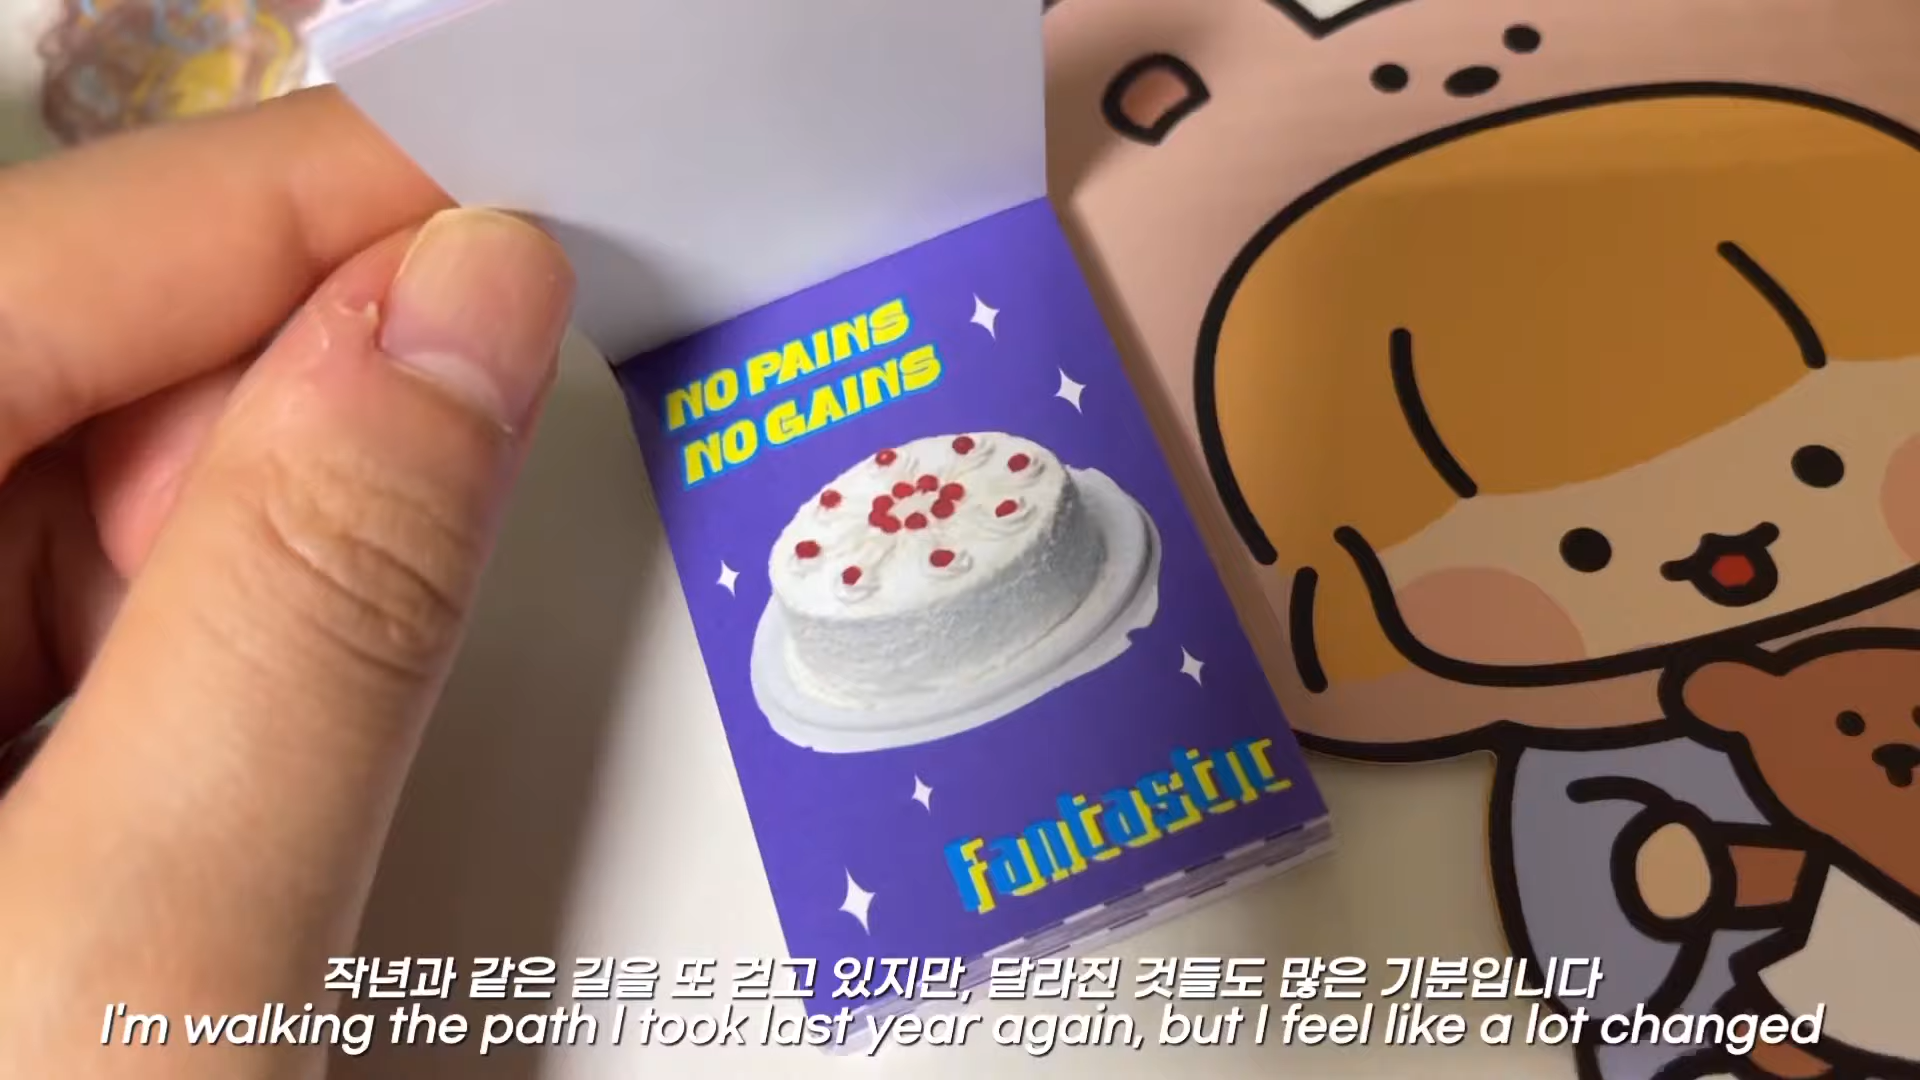 NO PAINS
NO GAINS
fantastic
작년과 같은 길을 또 걷고 있지만, 달라진 것들도 많은 기분입니다
I'm walking the path I took last year again, but I feel like a lot changed